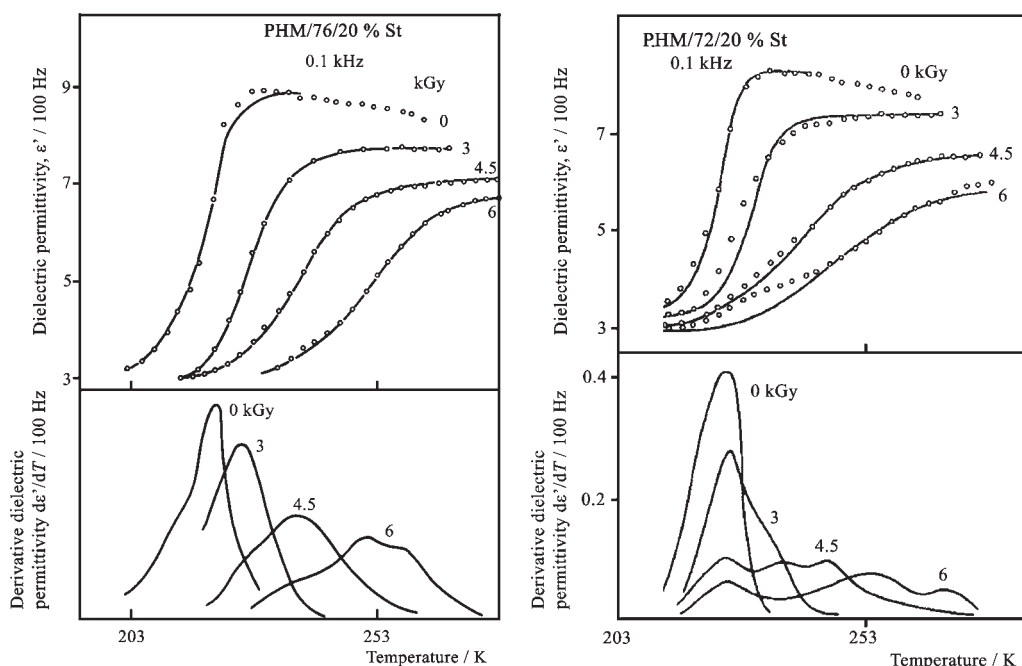 PHM/76/20 % St
0.1 kHz
kGy
0
3
4.5
6
9
7
5
3
Dielectric permittivity, ε’ / 100 Hz
0 kGy
3
4.5
6
Derivative dielectric
permittivity dε’/dT / 100 Hz
203
253
Temperature / K
PHM/72/20 % St
0.1 kHz
0 kGy
3
4.5
6
7
5
3
Dielectric permittivity, ε’ / 100 Hz
0.4
0.2
0 kGy
3
4.5
6
Derivative dielectric
permittivity dε’/dT / 100 Hz
203
253
Temperature / K